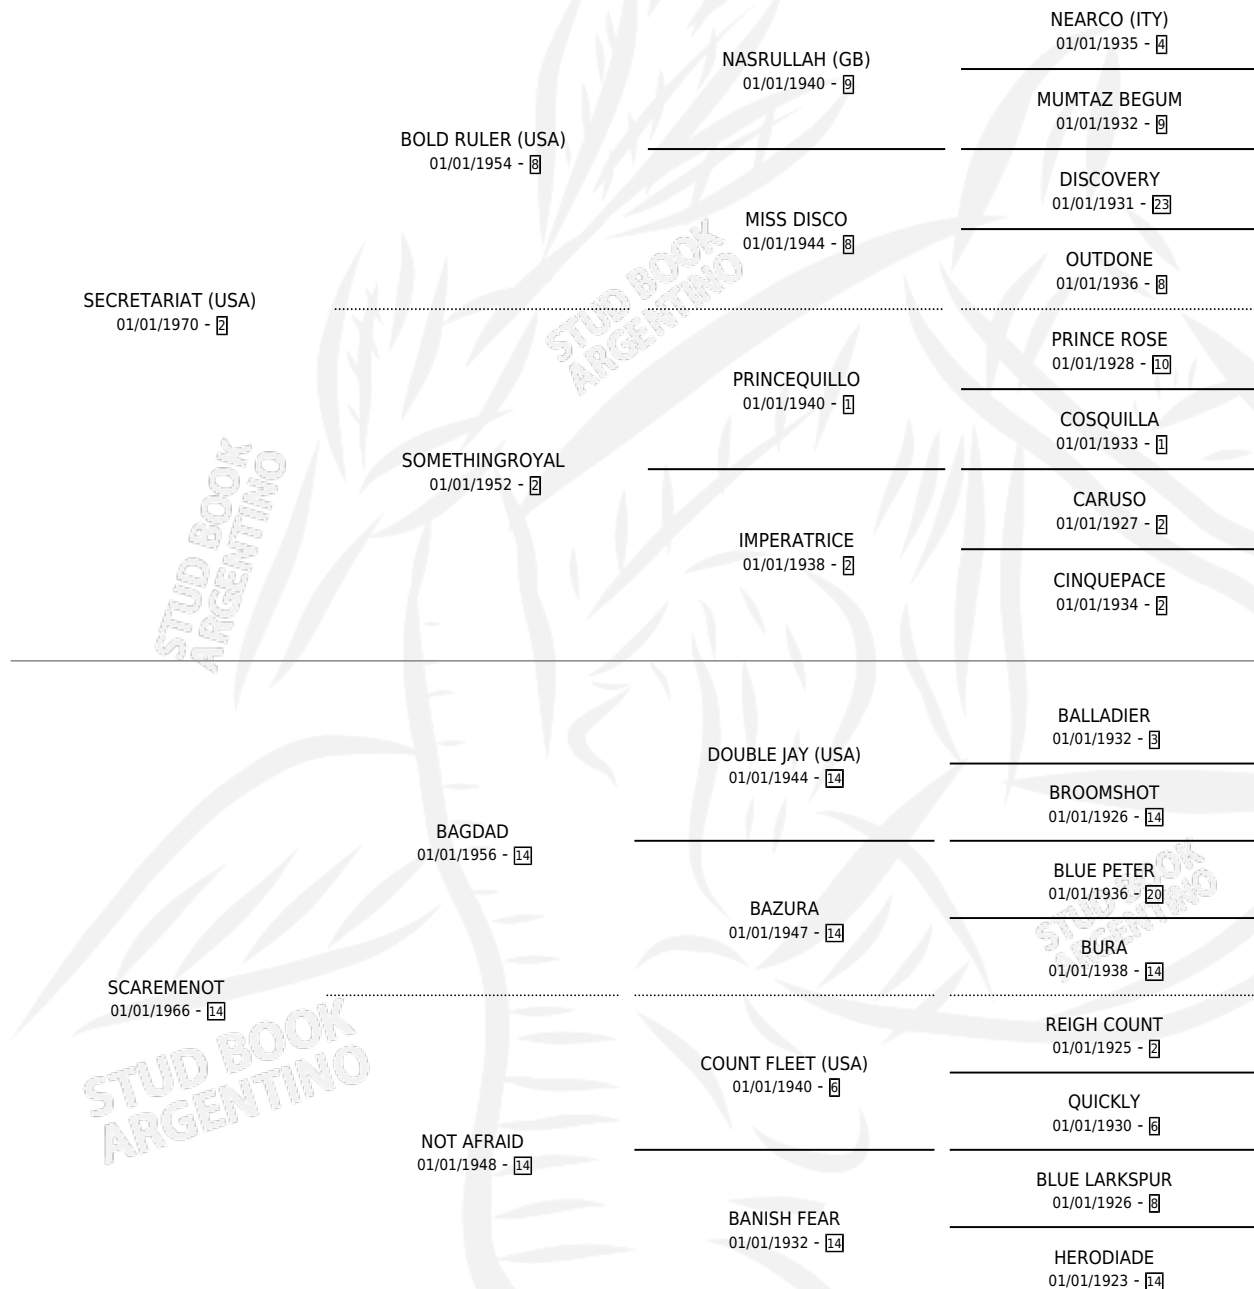 NEARCO (ITY)
01/01/1935 - 4
NASRULLAH (GB)
01/01/1940 - 9
MUMTAZ BEGUM
01/01/1932 - 9
BOLD RULER (USA)
01/01/1954 - 8
DISCOVERY
01/01/1931 - 23
MISS DISCO
01/01/1944 - 8
OUTDONE
01/01/1936 - 8
SECRETARIAT (USA)
01/01/1970 - 2
PRINCE ROSE
01/01/1928 - 10
PRINCEQUILLO
01/01/1940 - 1
COSQUILLA
01/01/1933 - 1
SOMETHINGROYAL
01/01/1952 - 2
CARUSO
01/01/1927 - 2
IMPERATRICE
01/01/1938 - 2
CINQUEPACE
01/01/1934 - 2
BALLADIER
01/01/1932 - 3
DOUBLE JAY (USA)
01/01/1944 - 14
BROOMSHOT
01/01/1926 - 14
BAGDAD
01/01/1956 - 14
BLUE PETER
01/01/1936 - 20
BAZURA
01/01/1947 - 14
BURA
01/01/1938 - 14
SCAREMENOT
01/01/1966 - 14
REIGH COUNT
01/01/1925 - 2
COUNT FLEET (USA)
01/01/1940 - 6
QUICKLY
01/01/1930 - 6
NOT AFRAID
01/01/1948 - 14
BLUE LARKSPUR
01/01/1926 - 8
BANISH FEAR
01/01/1932 - 14
HERODIADE
01/01/1923 - 14
STUD BOOK
ARGENTINO
STUD BOOK
ARGENTINO
STUD BOOK
ARGENTINO
STUD BOOK
ARGENTINO